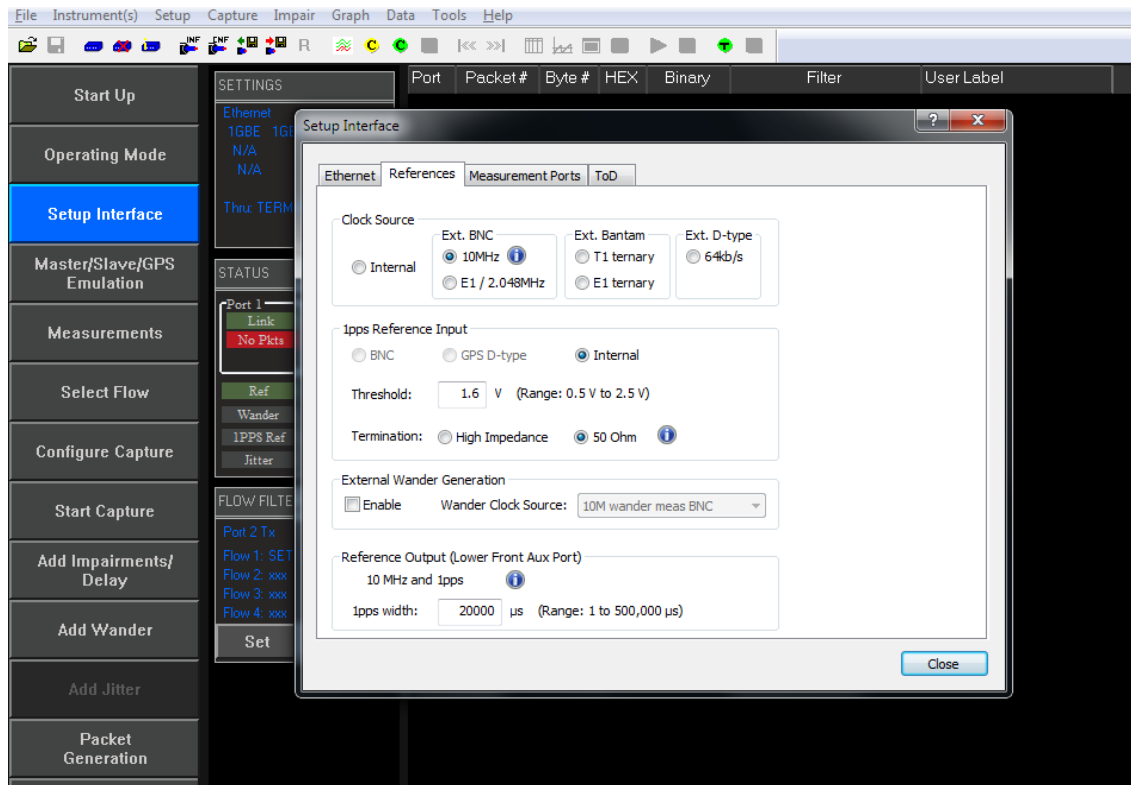 File Instrument(s) Setup Capture Impair Graph Data Tools Help
INF ENF R C C T
Start Up
Operating Mode
Setup Interface
Master/Slave/GPS
Emulation
Measurements
Select Flow
Configure Capture
Start Capture
Add Impairments/
Delay
Add Wander
Add Jitter
Packet
Generation
SETTINGS
Ethernet
1GBE
N/A
N/A
Thru:
STATUS
Port 1
Link
No Pkts
Ref
Wander
1PPS Ref
Jitter
Port 2 Tx
Flow 1:
Flow 2: xxx
Flow 3: xxx
Flow 4: xxx
Set
Port Packet # Byte # HEX Binary Filter User Label
Setup Interface
? X
Ethernet References Measurement Ports ToD
Clock Source
Ext. BNC Ext. Bantam Ext. D-type
Internal 10MHz i T1 ternary 64kb/s
E1 / 2.048MHz E1 ternary
1pps Reference Input
BNC GPS D-type Internal
Threshold: 1.6 V (Range: 0.5 V to 2.5 V)
Termination: High Impedance 50 Ohm i
External Wander Generation
Enable Wander Clock Source: 10M wander meas BNC
Reference Output (Lower Front Aux Port)
10 MHz and 1pps i
1pps width: 20000 µs (Range: 1 to 500,000 µs)
Close